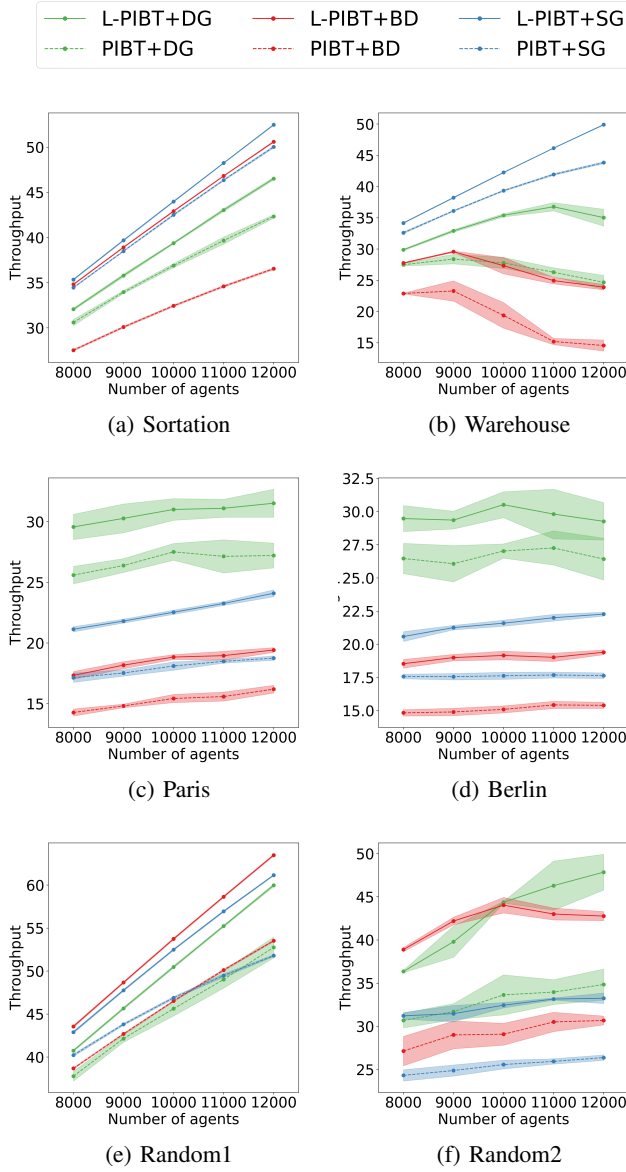 L-PIBT+DG L-PIBT+BD L-PIBT+SG
PIBT+DG PIBT+BD PIBT+SG
Throughput
50
45
40
35
30
8000 9000 10000 11000 12000
Number of agents
(a) Sortation
Throughput
50
45
40
35
30
25
20
15
8000 9000 10000 11000 12000
Number of agents
(b) Warehouse
Throughput
30
25
20
15
8000 9000 10000 11000 12000
Number of agents
(c) Paris
32.5
30.0
27.5
25.0
22.5
20.0
17.5
15.0
8000 9000 10000 11000 12000
Number of agents
(d) Berlin
Throughput
60
55
50
45
40
8000 9000 10000 11000 12000
Number of agents
(e) Random1
Throughput
50
45
40
35
30
25
8000 9000 10000 11000 12000
Number of agents
(f) Random2